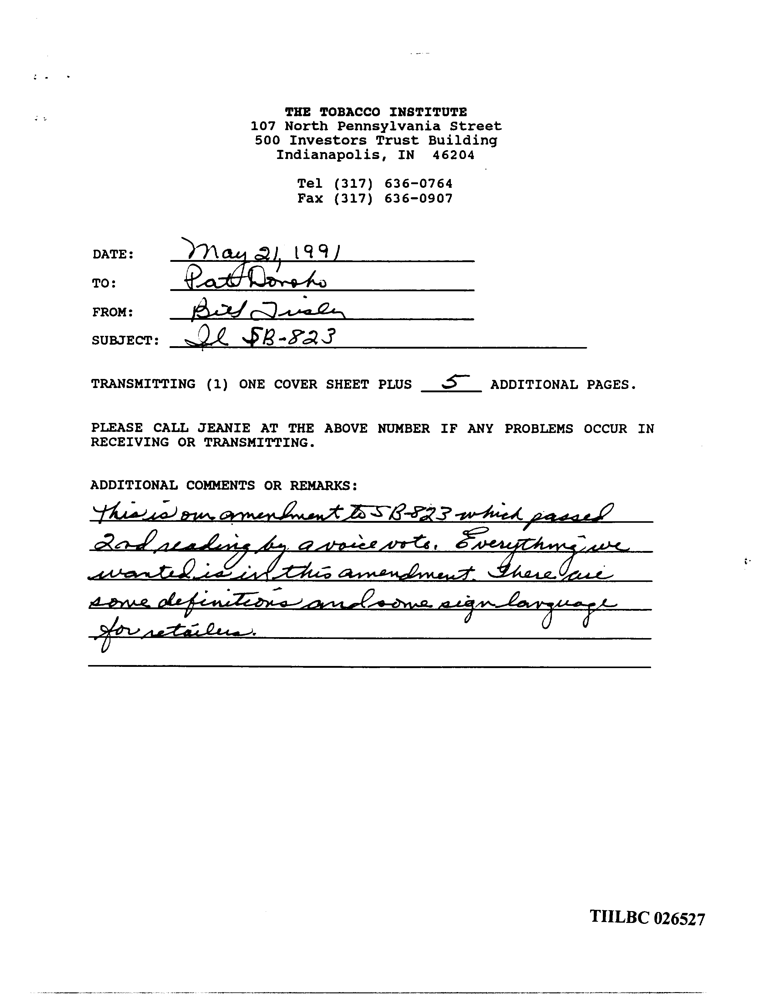 THE TOBACCO INSTITUTE
107 North Pennsylvania Street
500 Investors Trust Building
Indianapolis, IN 46204
Tel (317) 636-0764
Fax (317) 636-0907
DATE: May 21, 1991
TO: Pat Donoho
FROM: Bill
SUBJECT: Il SB-823
TRANSMITTING (1) ONE COVER SHEET PLUS 5 ADDITIONAL PAGES.
PLEASE CALL JEANIE AT THE ABOVE NUMBER IF ANY PROBLEMS OCCUR IN
RECEIVING OR TRANSMITTING.
ADDITIONAL COMMENTS OR REMARKS:
This is our amendment to SB-823 which passed
2nd reading by a voice vote. Everything we
wanted is in this amendment. There are
some definitions and some sign language
for retailers.
TIILBC 026527